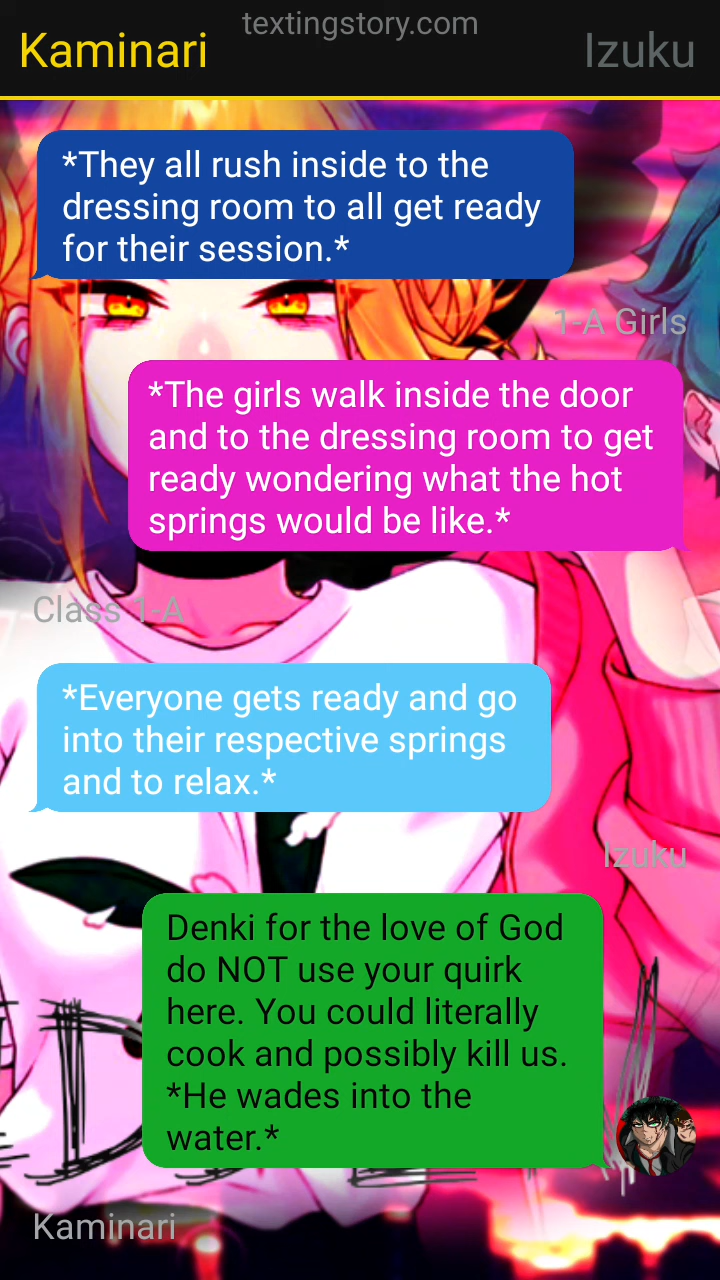 textingstory.com
Kaminari
Izuku
*They all rush inside to the
dressing room to all get ready
for their session.*
1-A Girls
*The girls walk inside the door
and to the dressing room to get
ready wondering what the hot
springs would be like.*
Class 1-A
*Everyone gets ready and go
into their respective springs
and to relax.*
Izuku
Denki for the love of God
do NOT use your quirk
here. You could literally
cook and possibly kill us.
*He wades into the
water.*
Kaminari